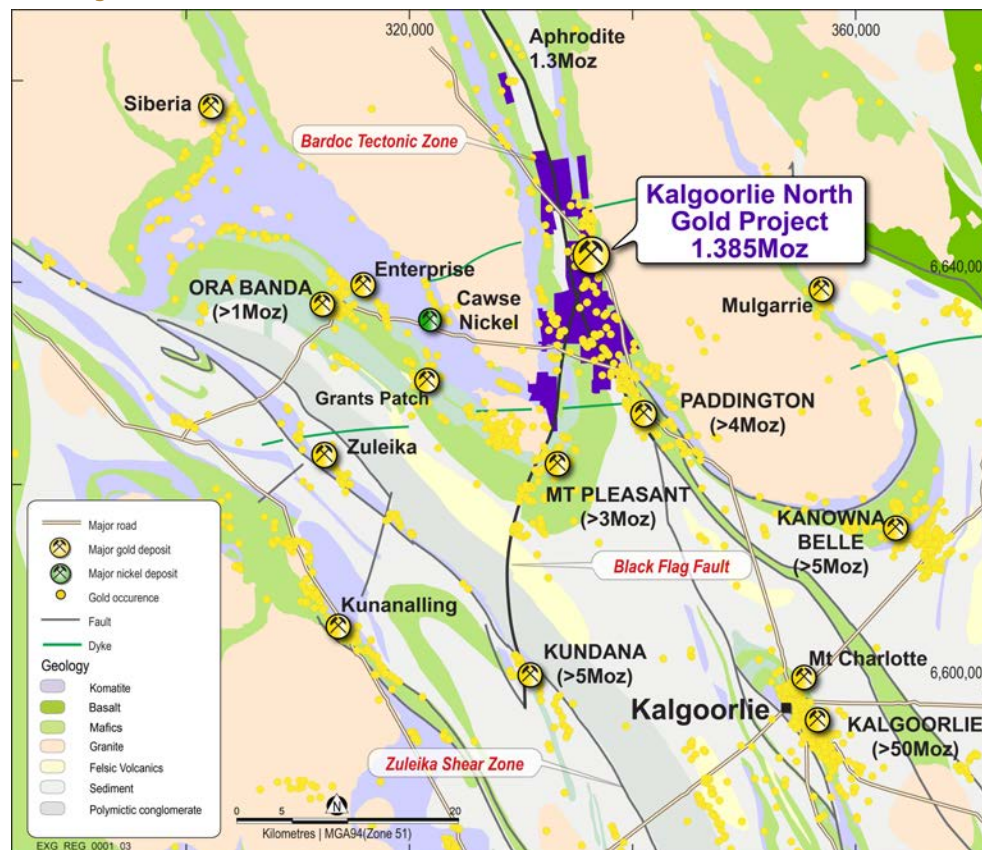 320,000
360,000
Aphrodite
1.3Moz
Siberia
Bardoc Tectonic Zone
Kalgoorlie North
Gold Project
1.385Moz
6,640,00
Enterprise
ORA BANDA
(>1Moz)
Cawse
Nickel
Mulgarrie
Grants Patch
PADDINGTON
(>4Moz)
Zuleika
MT PLEASANT
(>3Moz)
KANOWNA
BELLE
(>5Moz)
Black Flag Fault
Kunanalling
KUNDANA
(>5Moz)
Mt Charlotte
6,600,00
Kalgoorlie
KALGOORLIE
(>50Moz)
Zuleika Shear Zone
Major road
Major gold deposit
Major nickel deposit
Gold occurence
Fault
Dyke
Geology
Komatite
Basalt
Mafics
Granite
Felsic Volcanics
Sediment
Polymictic conglomerate
N
0 5 10 20
Kilometres | MGA94(Zone 51)
EXG_REG_0001_03